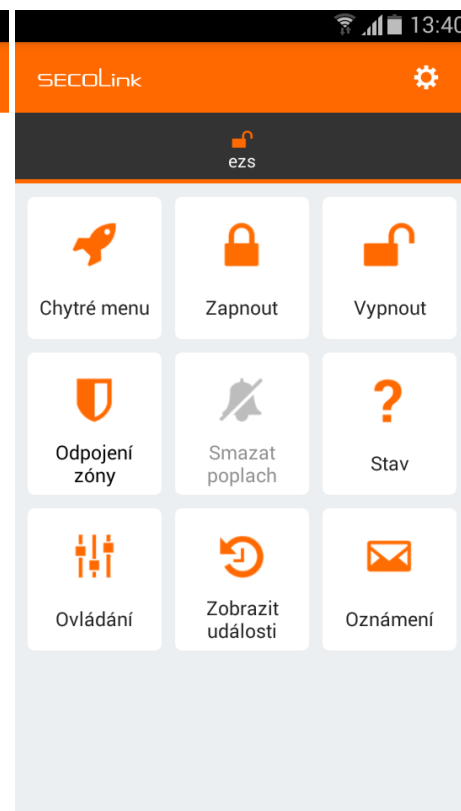 13:40
SECOLink
ezs
Chytré menu
Zapnout
Vypnout
Odpojení
zóny
Smazat
poplach
Stav
Ovládání
Zobrazit
události
Oznámení